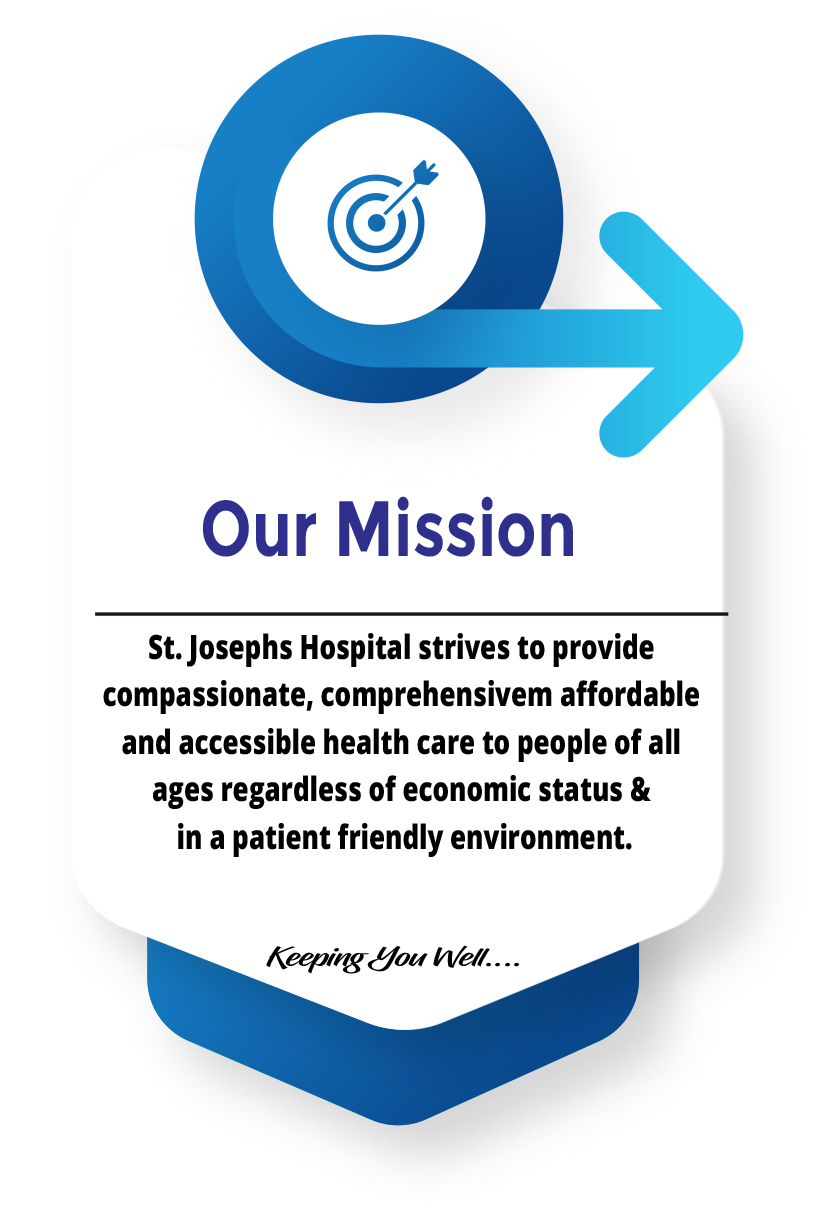 Our Mission
St. Josephs Hospital strives to provide
compassionate, comprehensivem affordable
and accessible health care to people of all
ages regardless of economic status &
in a patient friendly environment.
Keeping You Well....